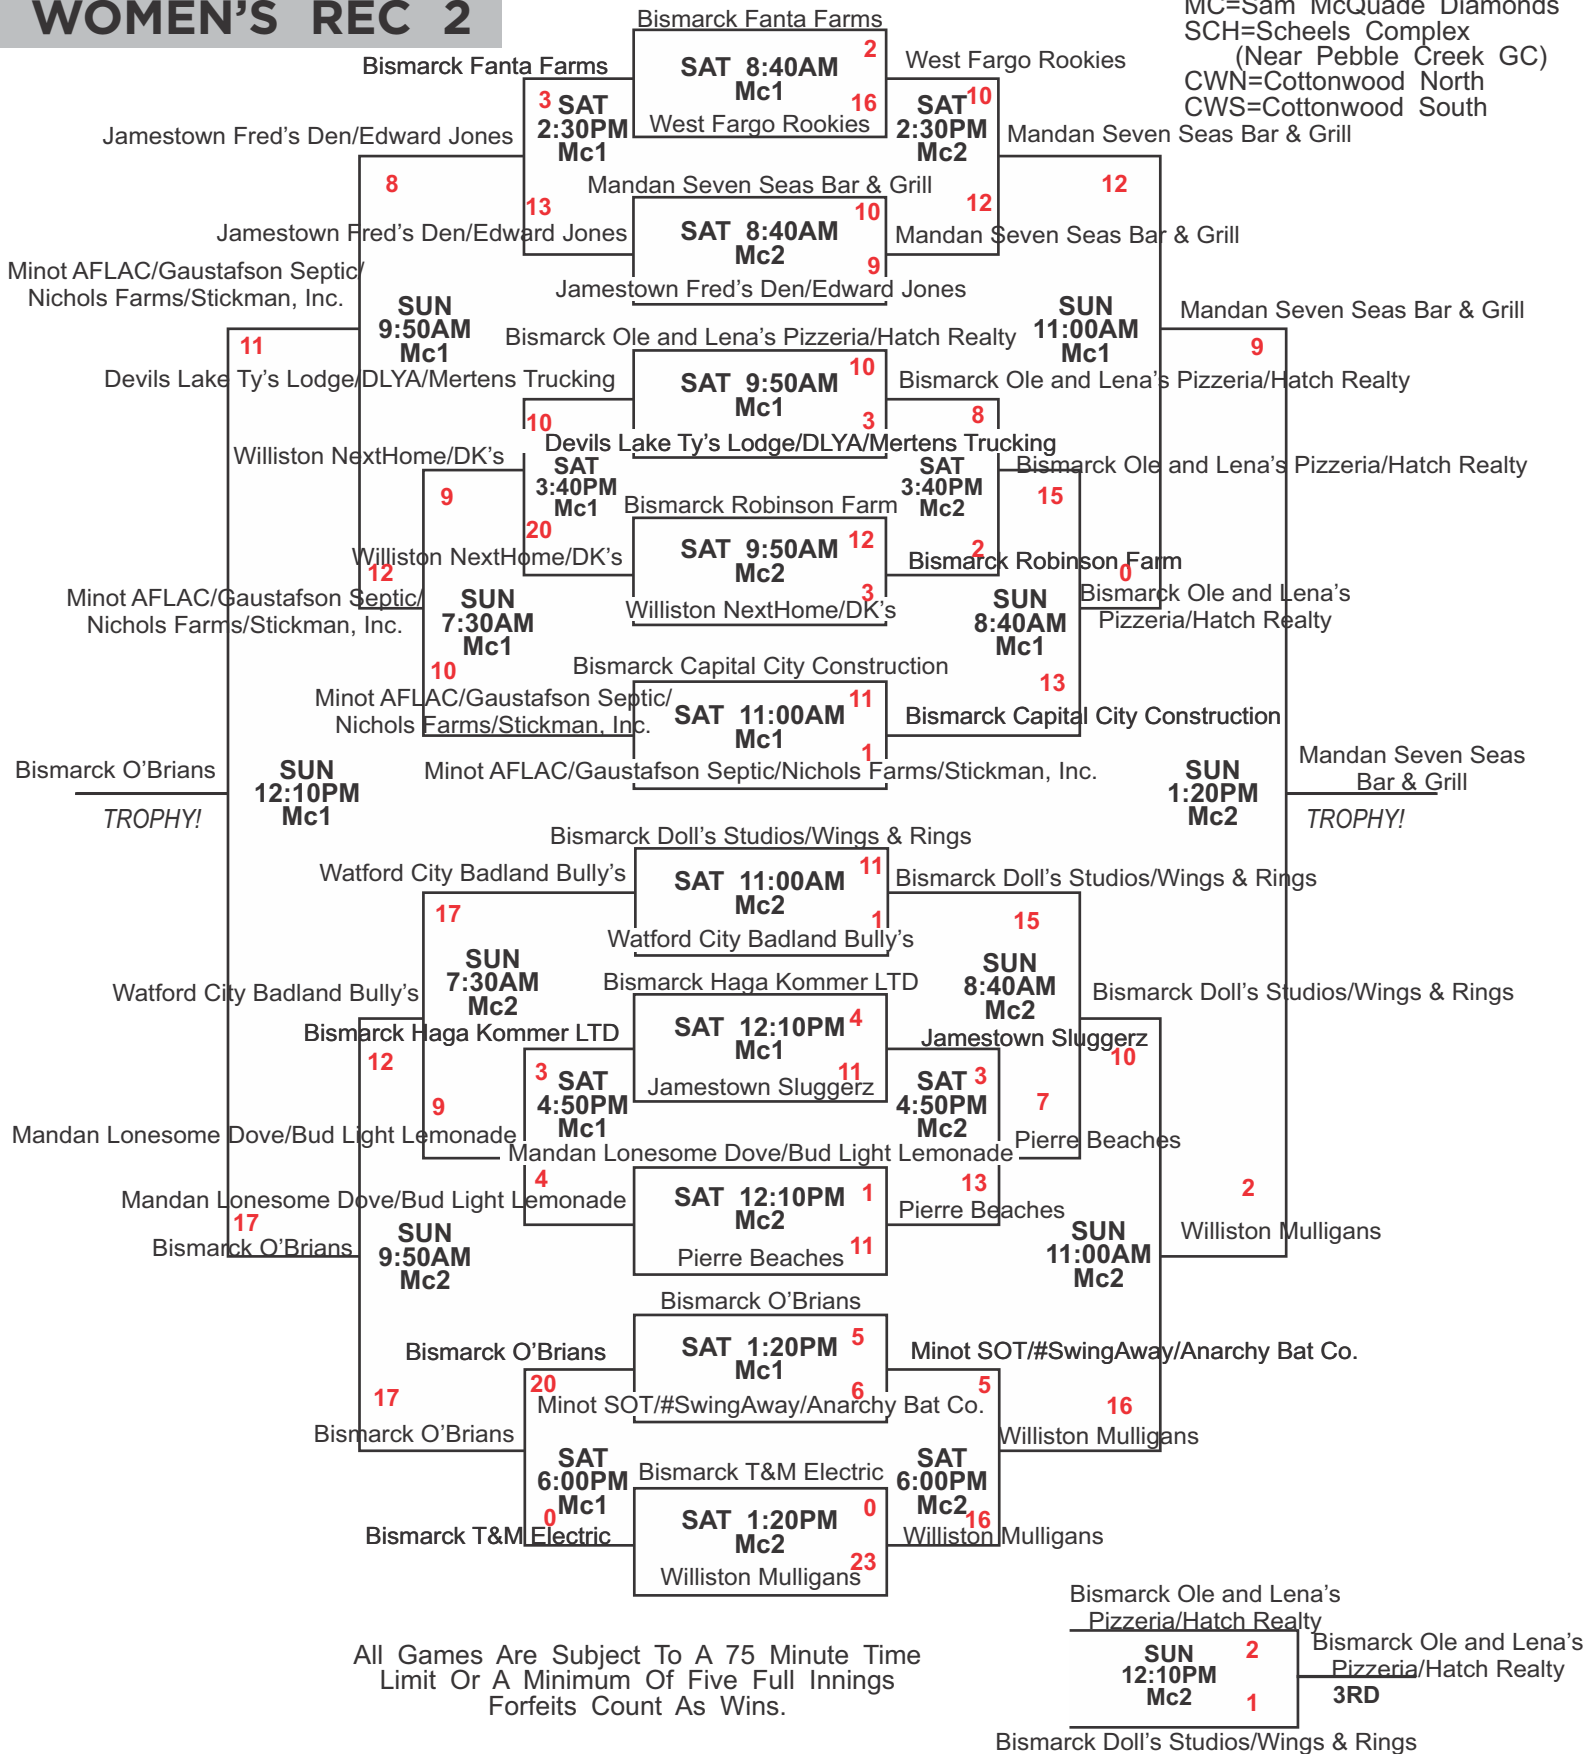 WOMEN'S REC 2
MC=Sam McQuade Diamonds
SCH=Scheels Complex
(Near Pebble Creek GC)
CWN=Cottonwood North
CWS=Cottonwood South
Bismarck Fanta Farms
2
SAT 8:40AM
Mc1
16
West Fargo Rookies
Bismarck Fanta Farms
West Fargo Rookies
3
SAT
2:30PM
Mc1
13
10
SAT
2:30PM
Mc2
12
Jamestown Fred's Den/Edward Jones
Mandan Seven Seas Bar & Grill
8
12
Mandan Seven Seas Bar & Grill
10
SAT 8:40AM
Mc2
9
Jamestown Fred's Den/Edward Jones
Jamestown Fred's Den/Edward Jones
Mandan Seven Seas Bar & Grill
Minot AFLAC/Gaustafson Septic/
Nichols Farms/Stickman, Inc.
SUN
9:50AM
Mc1
SUN
11:00AM
Mc1
Mandan Seven Seas Bar & Grill
11
9
Bismarck Ole and Lena's Pizzeria/Hatch Realty
10
SAT 9:50AM
Mc1
3
Devils Lake Ty's Lodge/DLYA/Mertens Trucking
Devils Lake Ty's Lodge/DLYA/Mertens Trucking
Bismarck Ole and Lena's Pizzeria/Hatch Realty
10
SAT
3:40PM
Mc1
20
8
SAT
3:40PM
Mc2
2
Williston NextHome/DK's
Bismarck Ole and Lena's Pizzeria/Hatch Realty
9
15
Bismarck Robinson Farm
12
SAT 9:50AM
Mc2
3
Williston NextHome/DK's
Williston NextHome/DK's
Bismarck Robinson Farm
12
0
Minot AFLAC/Gaustafson Septic/
Nichols Farms/Stickman, Inc.
SUN
7:30AM
Mc1
SUN
8:40AM
Mc1
Bismarck Ole and Lena's
Pizzeria/Hatch Realty
10
13
Bismarck Capital City Construction
11
SAT 11:00AM
Mc1
1
Minot AFLAC/Gaustafson Septic/Nichols Farms/Stickman, Inc.
Minot AFLAC/Gaustafson Septic/
Nichols Farms/Stickman, Inc.
Bismarck Capital City Construction
Bismarck O'Brians
TROPHY!
SUN
12:10PM
Mc1
SUN
1:20PM
Mc2
Mandan Seven Seas
Bar & Grill
TROPHY!
Bismarck Doll's Studios/Wings & Rings
11
SAT 11:00AM
Mc2
1
Watford City Badland Bully's
Watford City Badland Bully's
Bismarck Doll's Studios/Wings & Rings
17
15
SUN
7:30AM
Mc2
SUN
8:40AM
Mc2
Watford City Badland Bully's
Bismarck Doll's Studios/Wings & Rings
Bismarck Haga Kommer LTD
4
SAT 12:10PM
Mc1
11
Jamestown Sluggerz
Bismarck Haga Kommer LTD
Jamestown Sluggerz
12
10
3
SAT
4:50PM
Mc1
4
3
SAT
4:50PM
Mc2
13
9
7
Mandan Lonesome Dove/Bud Light Lemonade
Pierre Beaches
Mandan Lonesome Dove/Bud Light Lemonade
1
SAT 12:10PM
Mc2
11
Pierre Beaches
Mandan Lonesome Dove/Bud Light Lemonade
Pierre Beaches
17
2
Bismarck O'Brians
Williston Mulligans
SUN
9:50AM
Mc2
SUN
11:00AM
Mc2
Bismarck O'Brians
5
SAT 1:20PM
Mc1
6
Minot SOT/#SwingAway/Anarchy Bat Co.
Bismarck O'Brians
Minot SOT/#SwingAway/Anarchy Bat Co.
17
16
20
SAT
6:00PM
Mc1
0
5
SAT
6:00PM
Mc2
16
Bismarck O'Brians
Williston Mulligans
Bismarck T&M Electric
0
SAT 1:20PM
Mc2
23
Williston Mulligans
Bismarck T&M Electric
Williston Mulligans
All Games Are Subject To A 75 Minute Time
Limit Or A Minimum Of Five Full Innings
Forfeits Count As Wins.
Bismarck Ole and Lena's
Pizzeria/Hatch Realty
SUN
12:10PM
Mc2
2
1
Bismarck Ole and Lena's
Pizzeria/Hatch Realty
3RD
Bismarck Doll's Studios/Wings & Rings